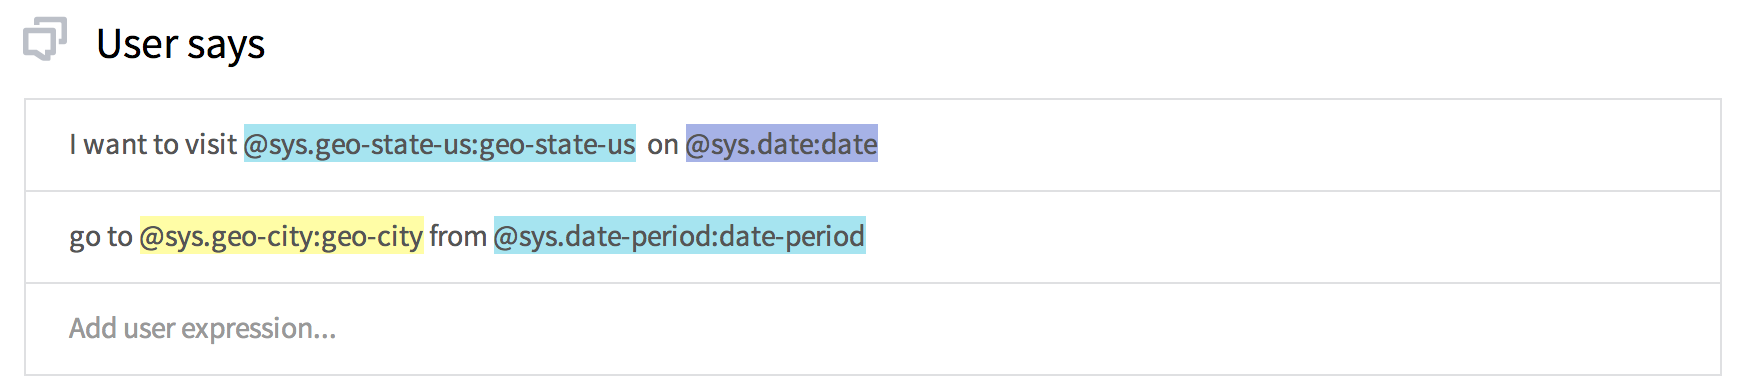 User says
I want to visit @sys.geo-state-us:geo-state-us on @sys.date:date
go to @sys.geo-city:geo-city from @sys.date-period:date-period
Add user expression...